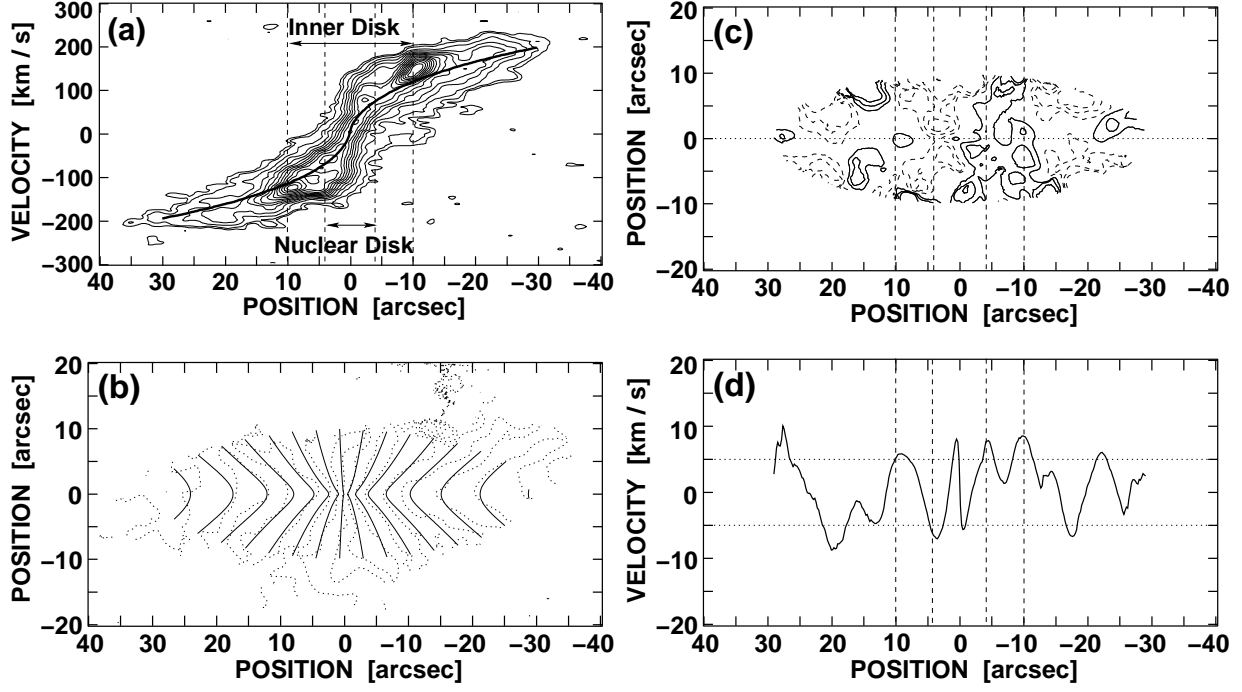 (a)
Inner Disk
Nuclear Disk
VELOCITY [km / s]
300
200
100
0
−100
−200
−300
40 30 20 10 0 −10 −20 −30 −40
POSITION [arcsec]
(c)
POSITION [arcsec]
20
10
0
−10
−20
40 30 20 10 0 −10 −20 −30 −40
POSITION [arcsec]
(b)
POSITION [arcsec]
20
10
0
−10
−20
40 30 20 10 0 −10 −20 −30 −40
POSITION [arcsec]
(d)
VELOCITY [km / s]
20
10
0
−10
−20
40 30 20 10 0 −10 −20 −30 −40
POSITION [arcsec]